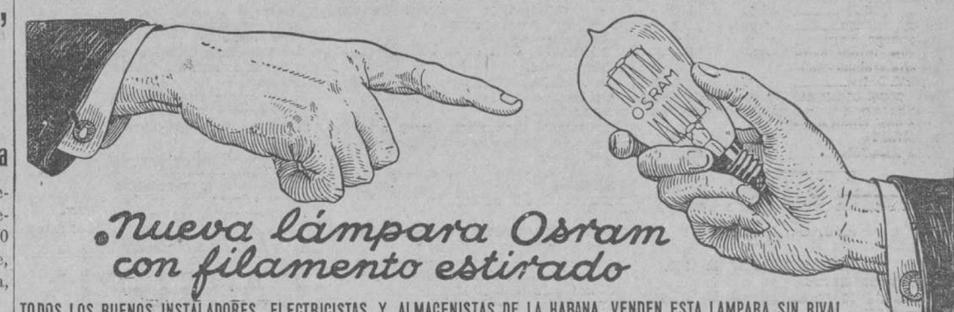 OSRAM
Nueva lámpara Osram
con filamento estirado
TODOS LOS BUENOS INSTALADORES, ELECTRICISTAS Y ALMACENISTAS DE LA HABANA, VENDEN ESTA LAMPARA SIN RIVAL